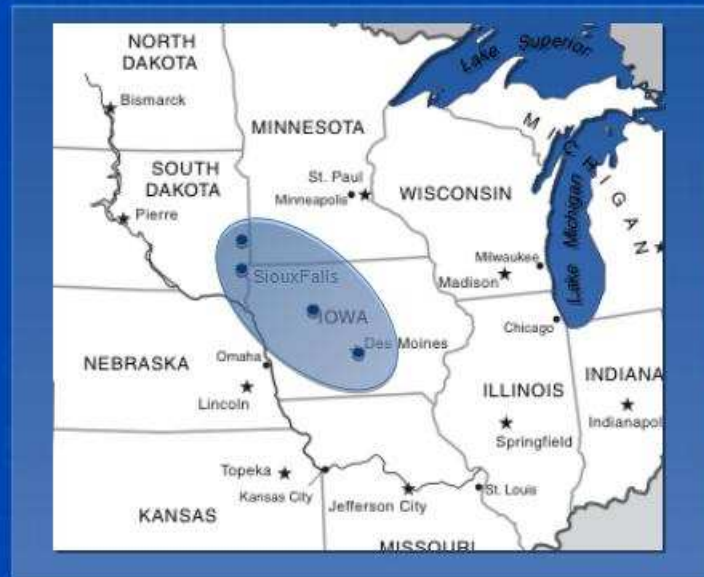 NORTH
DAKOTA
Lake Superior
Bismarck
MINNESOTA
MICHIGAN
SOUTH
DAKOTA
St. Paul
Minneapolis
WISCONSIN
Pierre
Lake Michigan
Milwaukee
Madison
SiouxFalls
IOWA
Chicago
Des Moines
NEBRASKA
Omaha
Lincoln
ILLINOIS
INDIANA
Indianapol
Springfield
Topeka
Kansas City
St. Louis
Jefferson City
KANSAS
MISSOURI